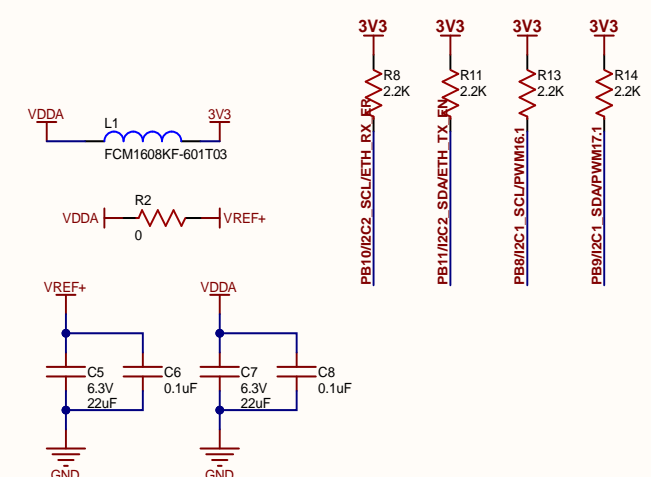 3V3
3V3
3V3
3V3
R8
2.2K
R11
2.2K
R13
2.2K
R14
2.2K
PB10/I2C2_SCL/ETH_RX_ER
PB11/I2C2_SDA/ETH_TX_EN
PB8/I2C1_SCL/PWM16.1
PB9/I2C1_SDA/PWM17.1
VDDA
L1
3V3
FCM1608KF-601T03
R2
VDDA
VREF+
0
VREF+
VDDA
C5
6.3V
22uF
C6
0.1uF
C7
6.3V
22uF
C8
0.1uF
GND
GND